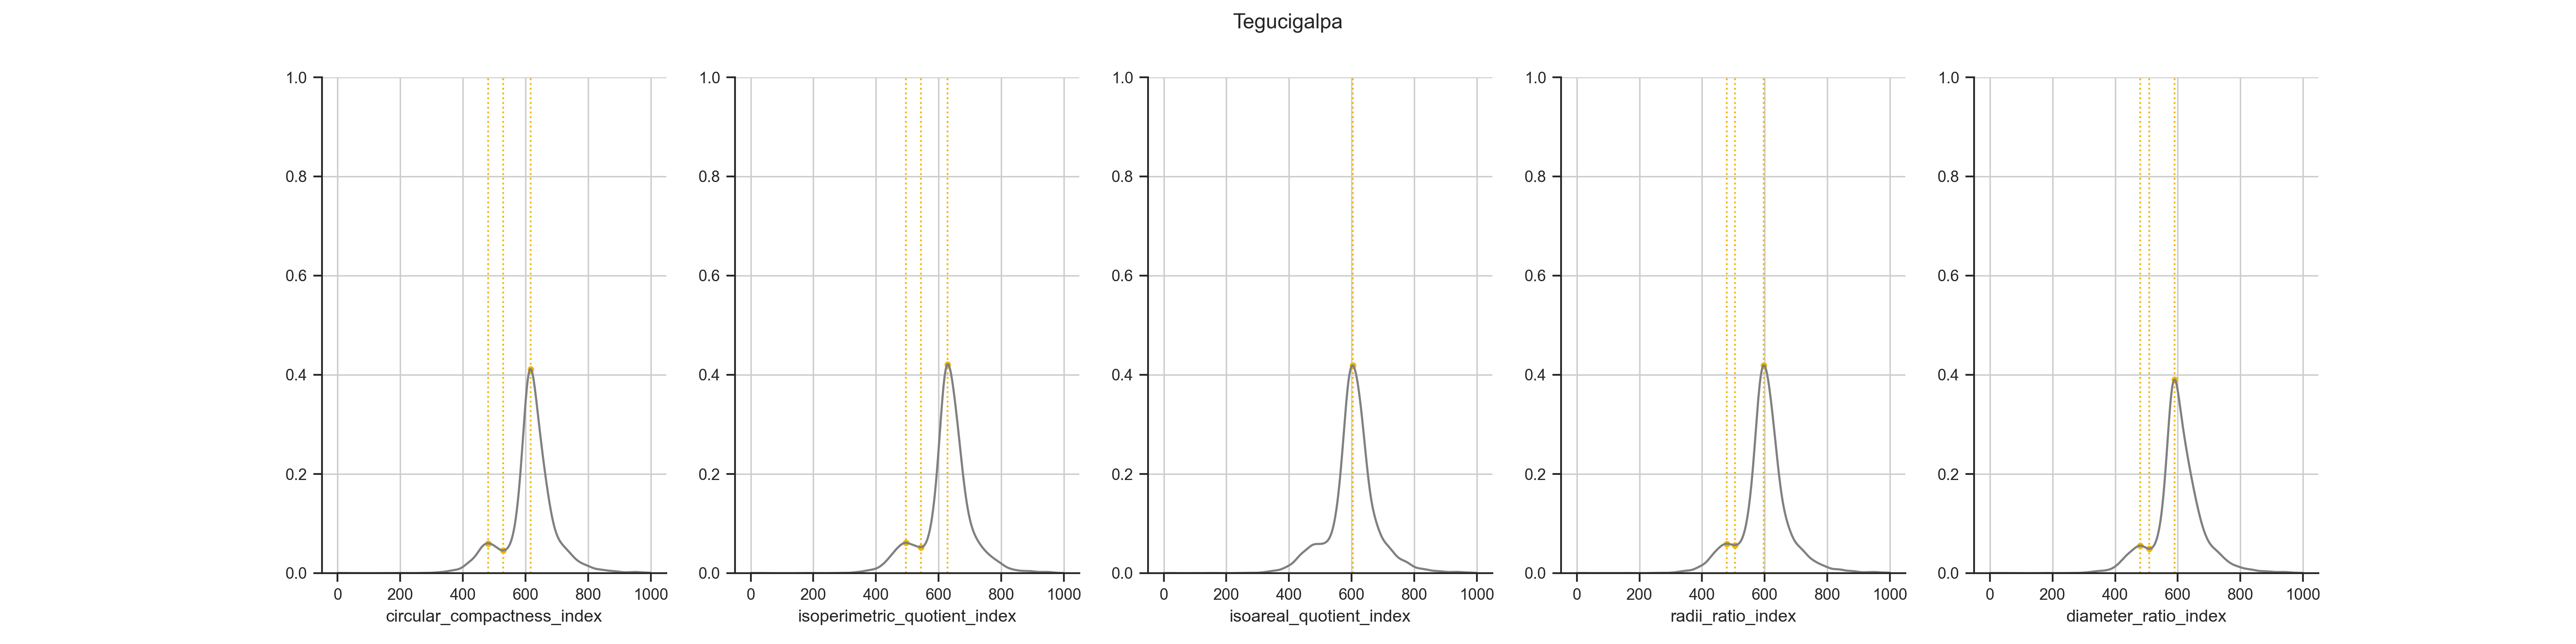 Tegucigalpa
1.0 1.0 1.0 1.0 1.0
0.8 0.8 0.8 0.8 0.8
0.6 0.6 0.6 0.6 0.6
0.4 0.4 0.4 0.4 0.4
0.2 0.2 0.2 0.2 0.2
0.0 0.0 0.0 0.0 0.0
0 200 400 600 800 1000 0 200 400 600 800 1000 0 200 400 600 800 1000 0 200 400 600 800 1000 0 200 400 600 800 1000
circular_compactness_index isoperimetric_quotient_index isoareal_quotient_index radii_ratio_index diameter_ratio_index